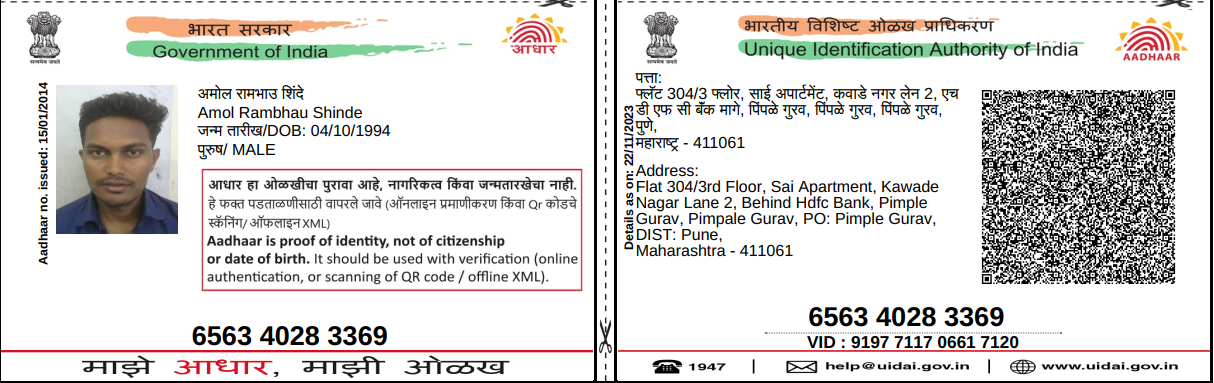 भारत सरकार
Government of India
सत्यमेव जयते
आधार
Aadhaar no. issued: 15/01/2014
अमोल रामभाउ शिंदे
Amol Rambhau Shinde
जन्म तारीख/DOB: 04/10/1994
पुरुष/ MALE
आधार हा ओळखीचा पुरावा आहे, नागरिकत्व किंवा जन्मतारखेचा नाही.
हे फक्त पडताळणीसाठी वापरले जावे (ऑनलाइन प्रमाणीकरण किंवा Qr कोडचे
स्कॅनिंग/ ऑफलाइन XML)
Aadhaar is proof of identity, not of citizenship
or date of birth. It should be used with verification (online
authentication, or scanning of QR code / offline XML).
6563 4028 3369
माझे आधार, माझी ओळख
भारतीय विशिष्ट ओळख प्राधिकरण
Unique Identification Authority of India
सत्यमेव जयते
AADHAAR
Details as on: 22/11/2023
पत्ता:
फ्लॅट 304/3 फ्लोर, साई अपार्टमेंट, कवाडे नगर लेन 2, एच
डी एफ सी बँक मागे, पिंपळे गुरव, पिंपळे गुरव, पिंपळे गुरव,
पुणे,
महाराष्ट्र - 411061
Address:
Flat 304/3rd Floor, Sai Apartment, Kawade
Nagar Lane 2, Behind Hdfc Bank, Pimple
Gurav, Pimpale Gurav, PO: Pimple Gurav,
DIST: Pune,
Maharashtra - 411061
6563 4028 3369
VID : 9197 7117 0661 7120
1947 | help@uidai.gov.in | www.uidai.gov.in